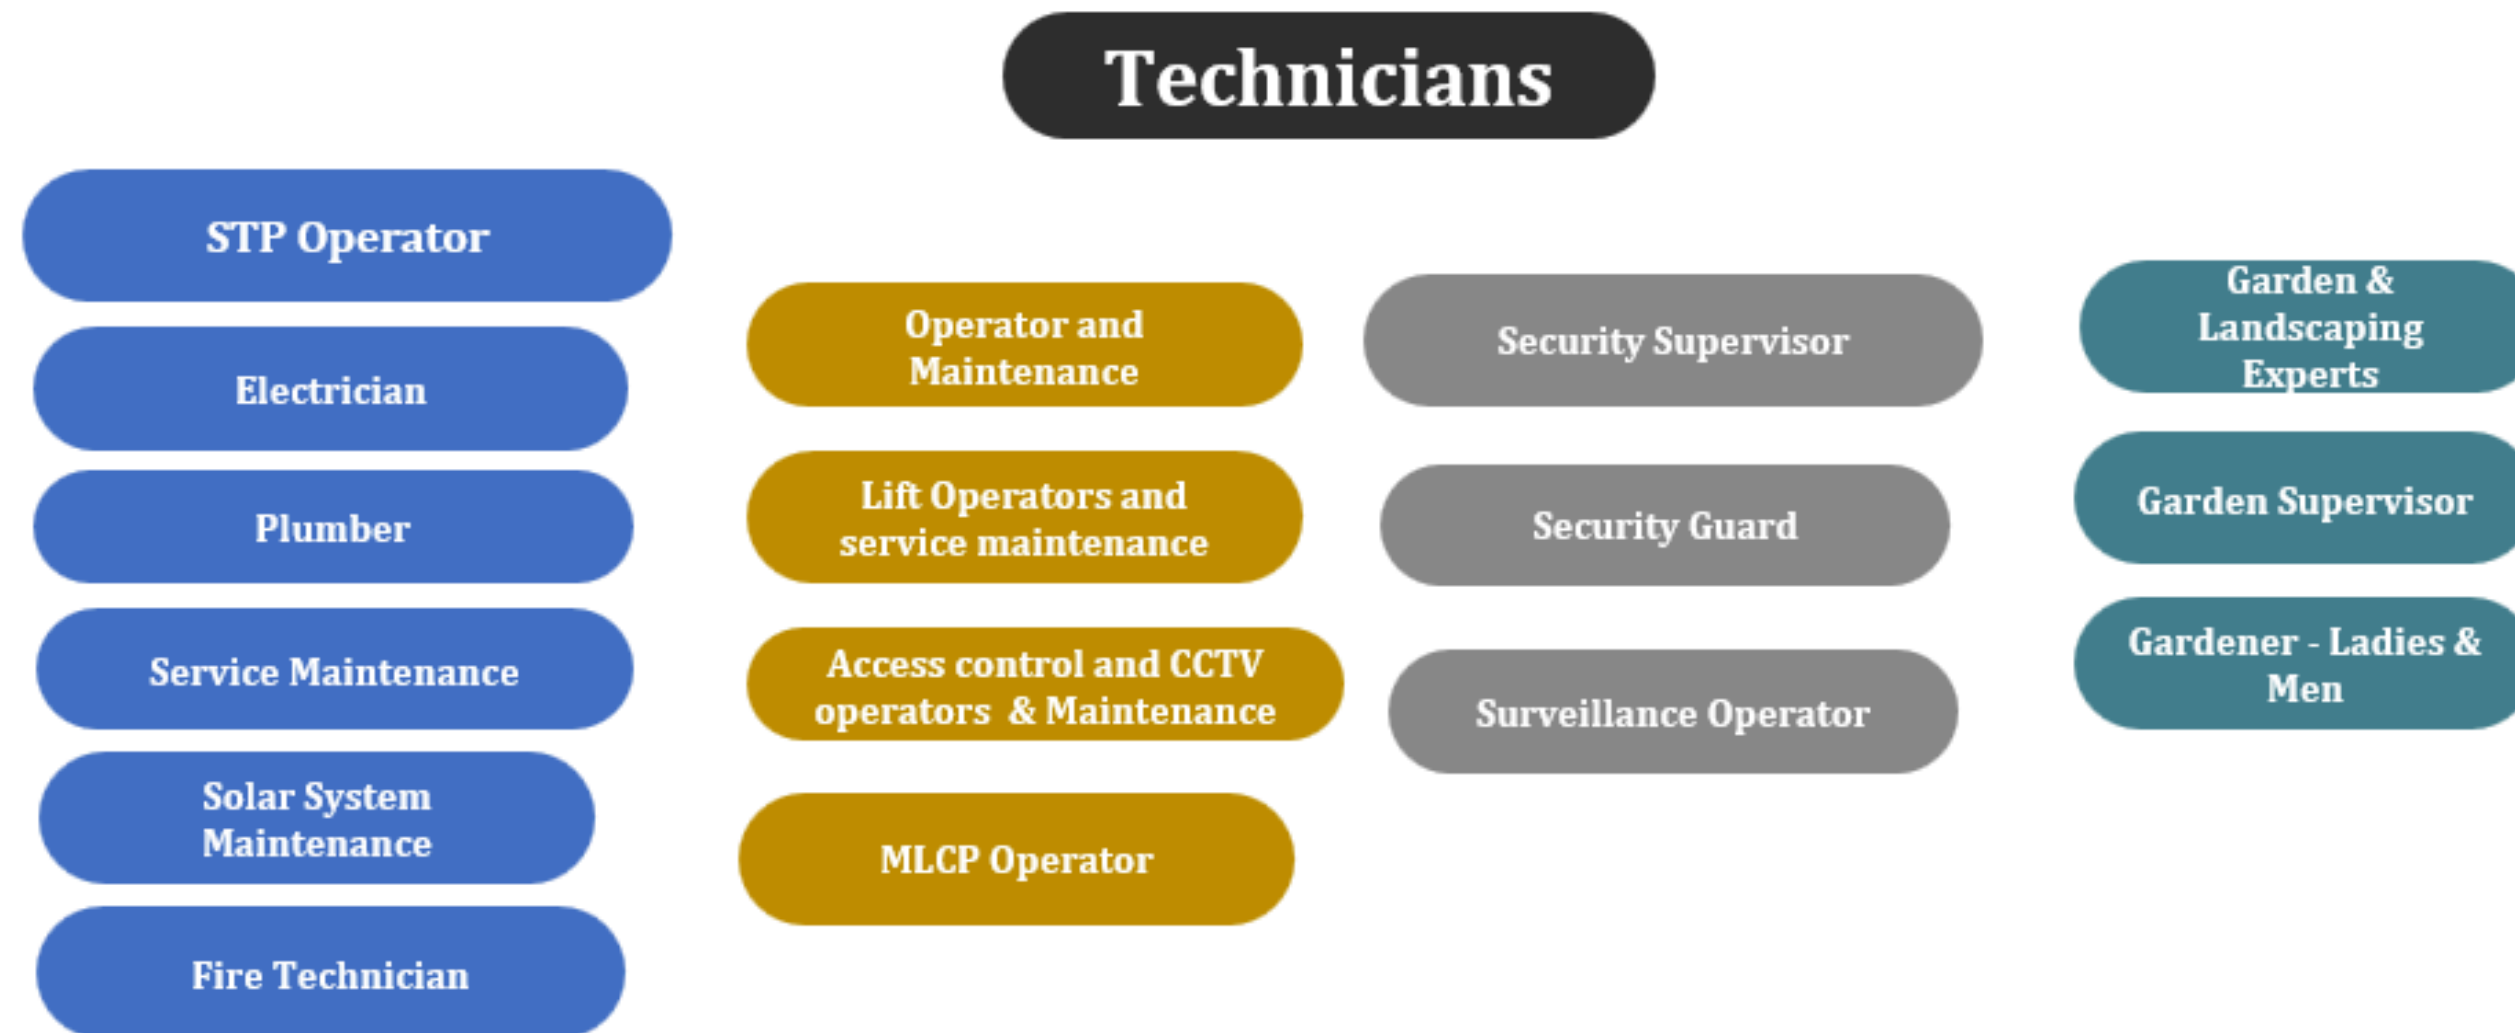 Technicians
STP Operator
Electrician
Plumber
Service Maintenance
Solar System
Maintenance
Fire Technician
Operator and
Maintenance
Lift Operators and
service maintenance
Access control and CCTV
operators & Maintenance
MLCP Operator
Security Supervisor
Security Guard
Surveillance Operator
Garden &
Landscaping
Experts
Garden Supervisor
Gardener - Ladies &
Men